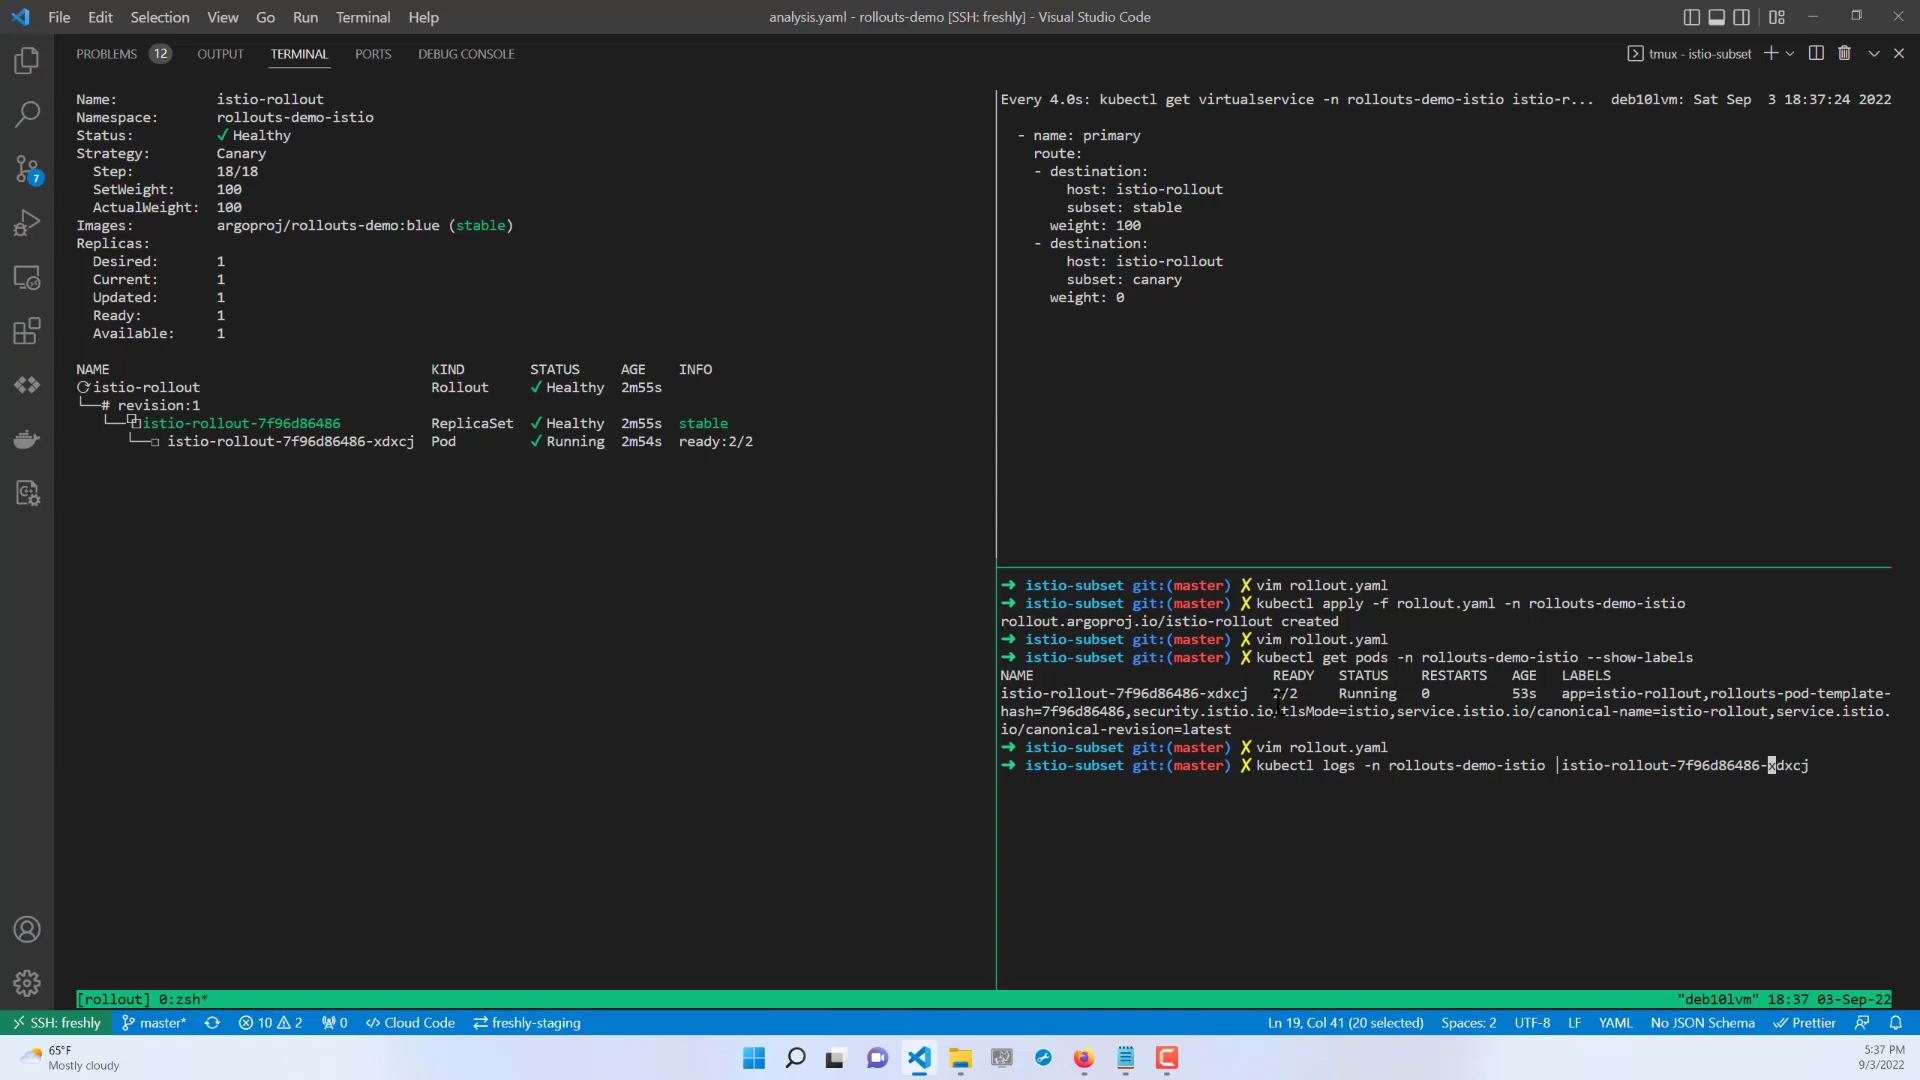 File Edit Selection View Go Run Terminal Help
analysis.yaml - rollouts-demo [SSH: freshly] - Visual Studio Code
PROBLEMS 12 OUTPUT TERMINAL PORTS DEBUG CONSOLE
tmux - istio-subset
Name: istio-rollout
Namespace: rollouts-demo-istio
Status: ✓ Healthy
Strategy: Canary
Step: 18/18
SetWeight: 100
ActualWeight: 100
Images: argoproj/rollouts-demo:blue (stable)
Replicas:
Desired: 1
Current: 1
Updated: 1
Ready: 1
Available: 1
NAME KIND STATUS AGE INFO
istio-rollout Rollout ✓ Healthy 2m55s
└──# revision:1
└──istio-rollout-7f96d86486 ReplicaSet ✓ Healthy 2m55s stable
└──□ istio-rollout-7f96d86486-xdxcj Pod ✓ Running 2m54s ready:2/2
Every 4.0s: kubectl get virtualservice -n rollouts-demo-istio istio-r... deb10lvm: Sat Sep 3 18:37:24 2022
- name: primary
route:
- destination:
host: istio-rollout
subset: stable
weight: 100
- destination:
host: istio-rollout
subset: canary
weight: 0
➜ istio-subset git:(master) ✗ vim rollout.yaml
➜ istio-subset git:(master) ✗ kubectl apply -f rollout.yaml -n rollouts-demo-istio
rollout.argoproj.io/istio-rollout created
➜ istio-subset git:(master) ✗ vim rollout.yaml
➜ istio-subset git:(master) ✗ kubectl get pods -n rollouts-demo-istio --show-labels
NAME READY STATUS RESTARTS AGE LABELS
istio-rollout-7f96d86486-xdxcj 2/2 Running 0 53s app=istio-rollout,rollouts-pod-template-
hash=7f96d86486,security.istio.io/tlsMode=istio,service.istio.io/canonical-name=istio-rollout,service.istio.
io/canonical-revision=latest
➜ istio-subset git:(master) ✗ vim rollout.yaml
➜ istio-subset git:(master) ✗ kubectl logs -n rollouts-demo-istio |istio-rollout-7f96d86486-xdxcj
[rollout] 0:zsh*
"deb10lvm" 18:37 03-Sep-22
7
SSH: freshly master* 10 2 0 Cloud Code freshly-staging
Ln 19, Col 41 (20 selected) Spaces: 2 UTF-8 LF YAML No JSON Schema Prettier
65°F
Mostly cloudy
5:37 PM
9/3/2022